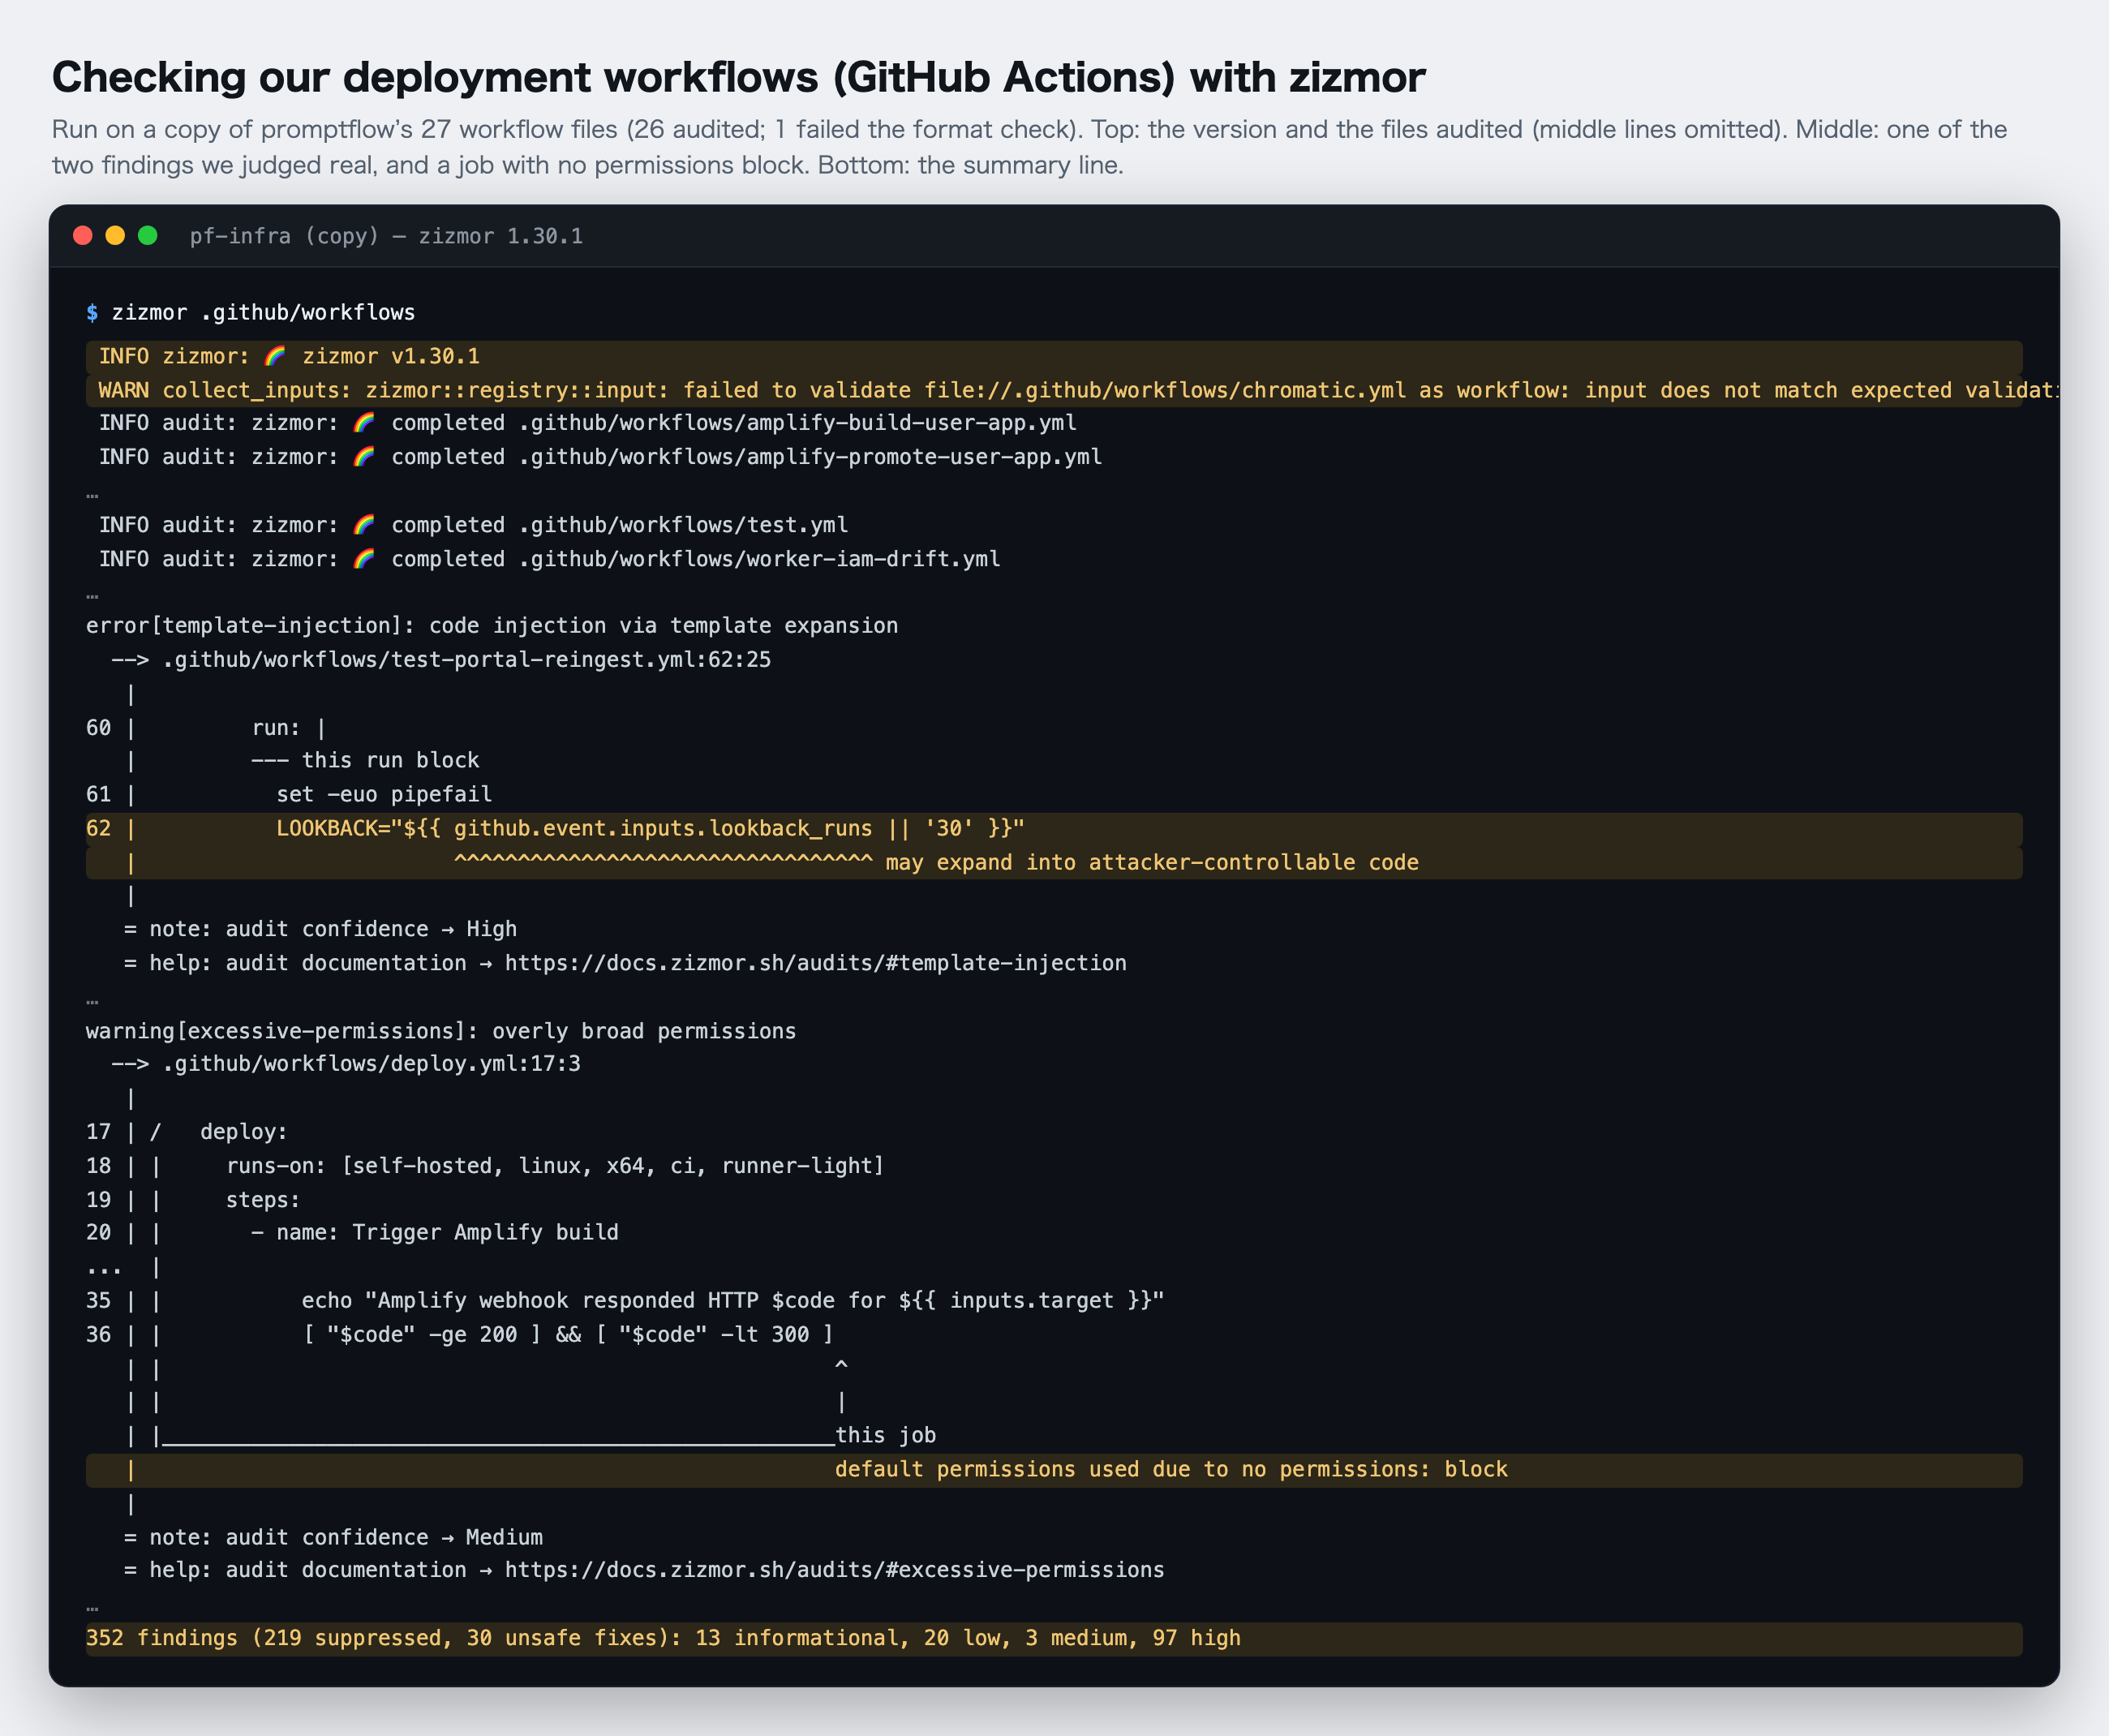 Checking our deployment workflows (GitHub Actions) with zizmor
Run on a copy of promptflow’s 27 workflow files (26 audited; 1 failed the format check). Top: the version and the files audited (middle lines omitted). Middle: one of the
two findings we judged real, and a job with no permissions block. Bottom: the summary line.
pf-infra (copy) — zizmor 1.30.1
$ zizmor .github/workflows
INFO zizmor: 🌈 zizmor v1.30.1
WARN collect_inputs: zizmor::registry::input: failed to validate file://.github/workflows/chromatic.yml as workflow: input does not match expected validat
INFO audit: zizmor: 🌈 completed .github/workflows/amplify-build-user-app.yml
INFO audit: zizmor: 🌈 completed .github/workflows/amplify-promote-user-app.yml
…
INFO audit: zizmor: 🌈 completed .github/workflows/test.yml
INFO audit: zizmor: 🌈 completed .github/workflows/worker-iam-drift.yml
…
error[template-injection]: code injection via template expansion
  --> .github/workflows/test-portal-reingest.yml:62:25
   |
60 |         run: |
   |         --- this run block
61 |           set -euo pipefail
62 |           LOOKBACK="${{ github.event.inputs.lookback_runs || '30' }}"
   |                         ^^^^^^^^^^^^^^^^^^^^^^^^^^^^^^^^^ may expand into attacker-controllable code
   |
   = note: audit confidence → High
   = help: audit documentation → https://docs.zizmor.sh/audits/#template-injection
…
warning[excessive-permissions]: overly broad permissions
  --> .github/workflows/deploy.yml:17:3
   |
17 | /   deploy:
18 | |     runs-on: [self-hosted, linux, x64, ci, runner-light]
19 | |     steps:
20 | |       - name: Trigger Amplify build
...  |
35 | |           echo "Amplify webhook responded HTTP $code for ${{ inputs.target }}"
36 | |           [ "$code" -ge 200 ] && [ "$code" -lt 300 ]
   | |                                                     ^
   | |                                                     |
   | |_____________________________________________________this job
   |                                                       default permissions used due to no permissions: block
   |
   = note: audit confidence → Medium
   = help: audit documentation → https://docs.zizmor.sh/audits/#excessive-permissions
…
352 findings (219 suppressed, 30 unsafe fixes): 13 informational, 20 low, 3 medium, 97 high